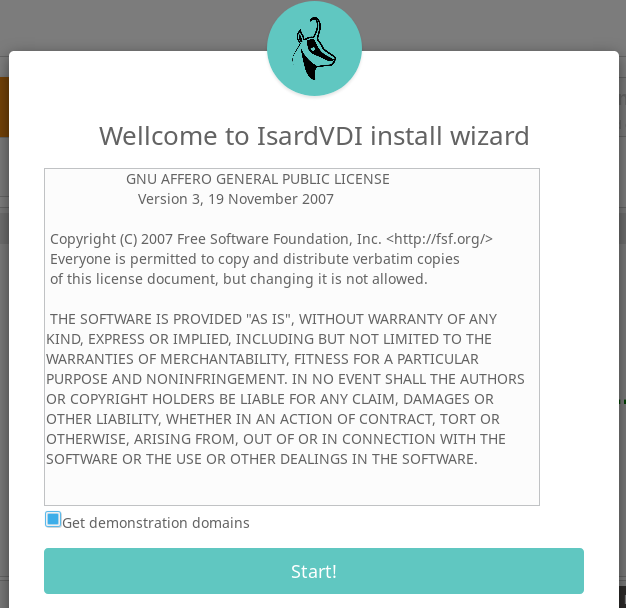 Wellcome to IsardVDI install wizard
GNU AFFERO GENERAL PUBLIC LICENSE
Version 3, 19 November 2007
Copyright (C) 2007 Free Software Foundation, Inc. <http://fsf.org/>
Everyone is permitted to copy and distribute verbatim copies
of this license document, but changing it is not allowed.
THE SOFTWARE IS PROVIDED "AS IS", WITHOUT WARRANTY OF ANY
KIND, EXPRESS OR IMPLIED, INCLUDING BUT NOT LIMITED TO THE
WARRANTIES OF MERCHANTABILITY, FITNESS FOR A PARTICULAR
PURPOSE AND NONINFRINGEMENT. IN NO EVENT SHALL THE AUTHORS
OR COPYRIGHT HOLDERS BE LIABLE FOR ANY CLAIM, DAMAGES OR
OTHER LIABILITY, WHETHER IN AN ACTION OF CONTRACT, TORT OR
OTHERWISE, ARISING FROM, OUT OF OR IN CONNECTION WITH THE
SOFTWARE OR THE USE OR OTHER DEALINGS IN THE SOFTWARE.
Get demonstration domains
Start!